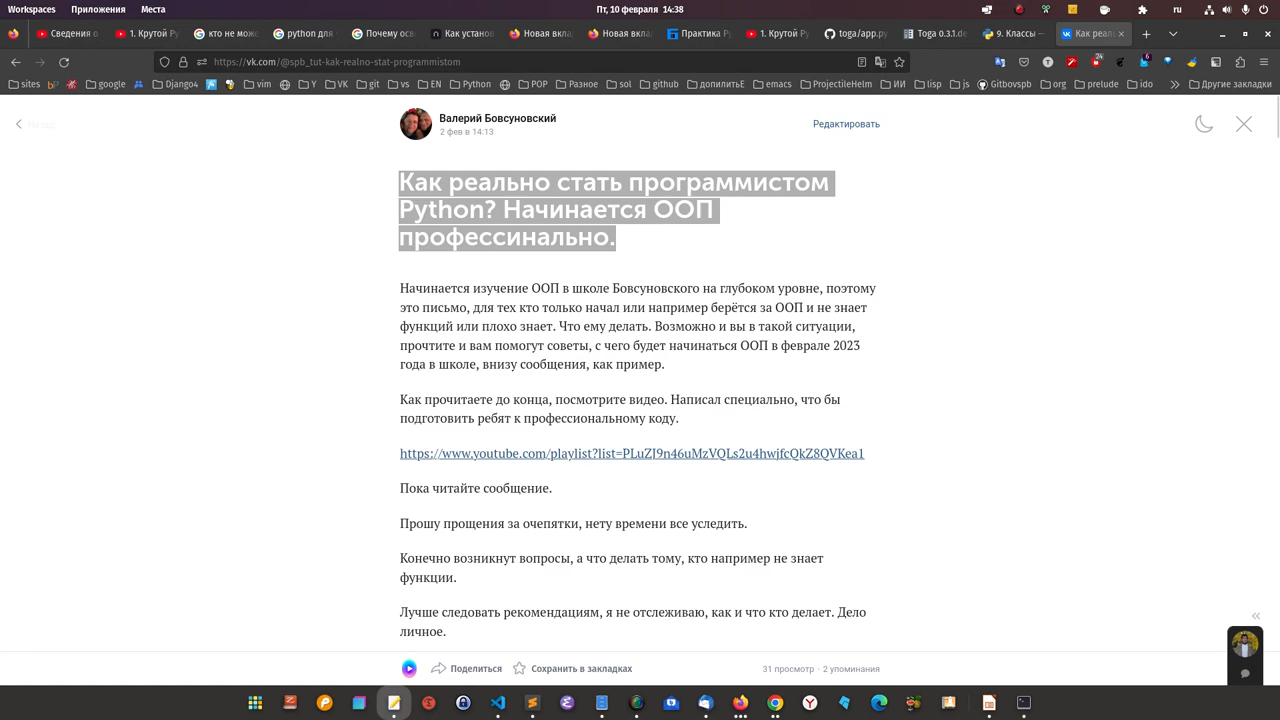 Workspaces Приложения Места Пт, 10 февраля 14:38 ru
Сведения о 1. Крутой Ру кто не може python для Почему осн Как установ Новая вкла Новая вкла Практика Ру 1. Крутой Ру toga/app.py Toga 0.3.1.de 9. Классы — Как реаль
https://vk.com/@spb_tut-kak-realno-stat-programmistom
sites b* google Django4 Y VK git vs EN Python POP Разное sol github допилитьЕ emacs ProjectileHelm ИИ lisp js Gitbovspb org prelude ido Другие закладки
Назад
Валерий Бовсуновский
2 фев в 14:13
Редактировать
Как реально стать программистом
Python? Начинается ООП
профессинально.
Начинается изучение ООП в школе Бовсуновского на глубоком уровне, поэтому
это письмо, для тех кто только начал или например берётся за ООП и не знает
функций или плохо знает. Что ему делать. Возможно и вы в такой ситуации,
прочтите и вам помогут советы, с чего будет начинаться ООП в феврале 2023
года в школе, внизу сообщения, как пример.
Как прочитаете до конца, посмотрите видео. Написал специально, что бы
подготовить ребят к профессиональному коду.
https://www.youtube.com/playlist?list=PLuZJ9n46uMzVQLs2u4hwjfcQkZ8QVKea1
Пока читайте сообщение.
Прошу прощения за очепятки, нету времени все уследить.
Конечно возникнут вопросы, а что делать тому, кто например не знает
функции.
Лучше следовать рекомендациям, я не отслеживаю, как и что кто делает. Дело
личное.
Поделиться Сохранить в закладках 31 просмотр · 2 упоминания